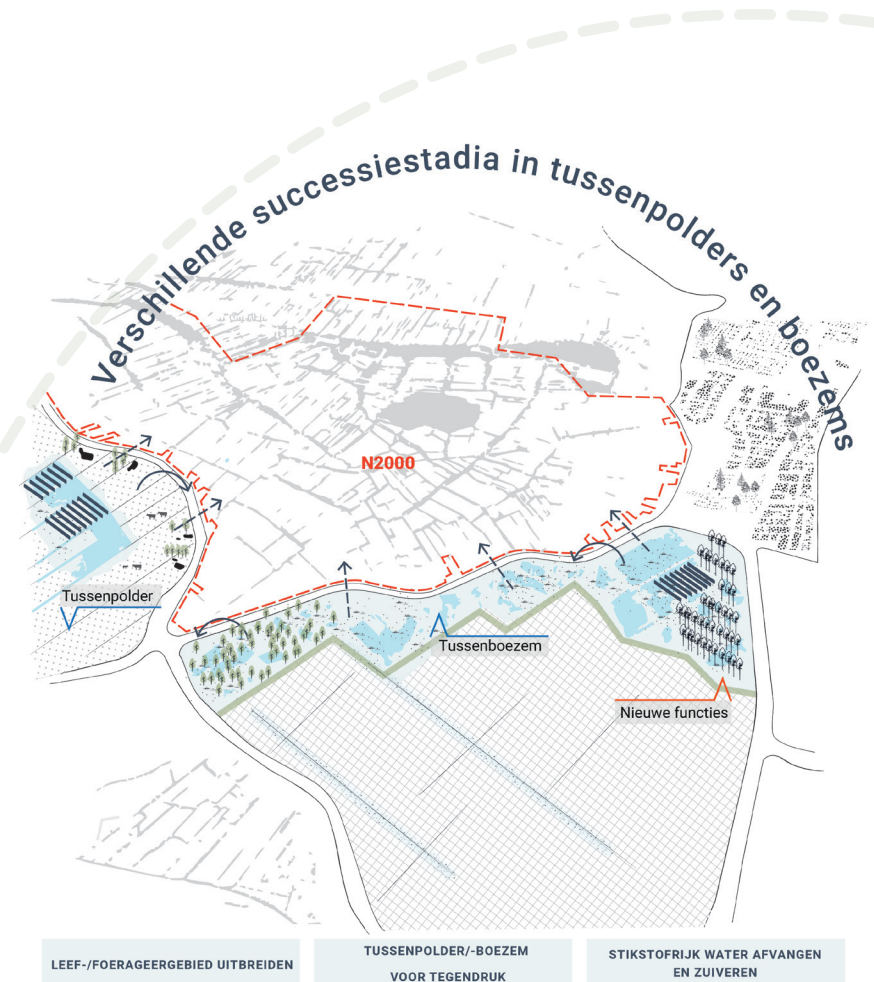 Verschillende successiestadia in tussenpolders en boezems
N2000
Tussenpolder
Tussenboezem
Nieuwe functies
LEEF-/FOERAGEERGEBIED UITBREIDEN
TUSSENPOLDER/-BOEZEM
VOOR TEGENDRUK
STIKSTOFRIJK WATER AFVANGEN
EN ZUIVEREN